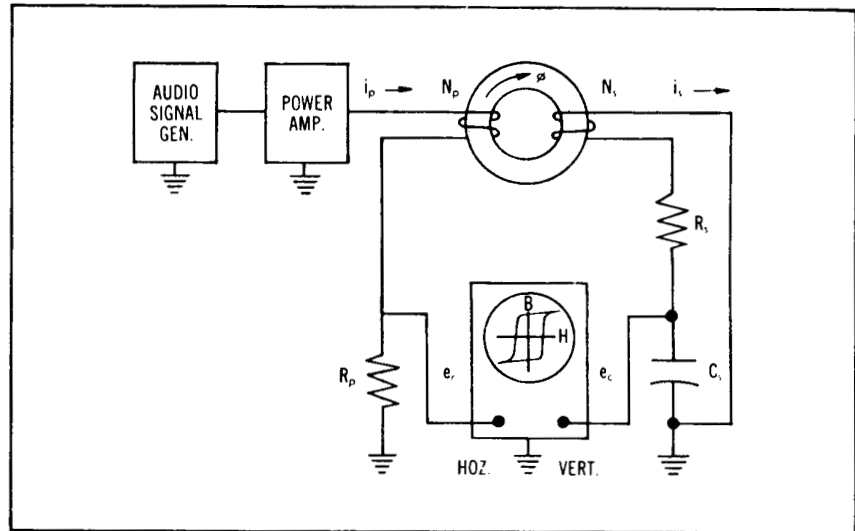 AUDIO
SIGNAL
GEN.
POWER
AMP.
i_p
N_p
ø
N_s
i_s
R_s
B
H
R_p
e_r
e_c
C_s
HOZ.
VERT.